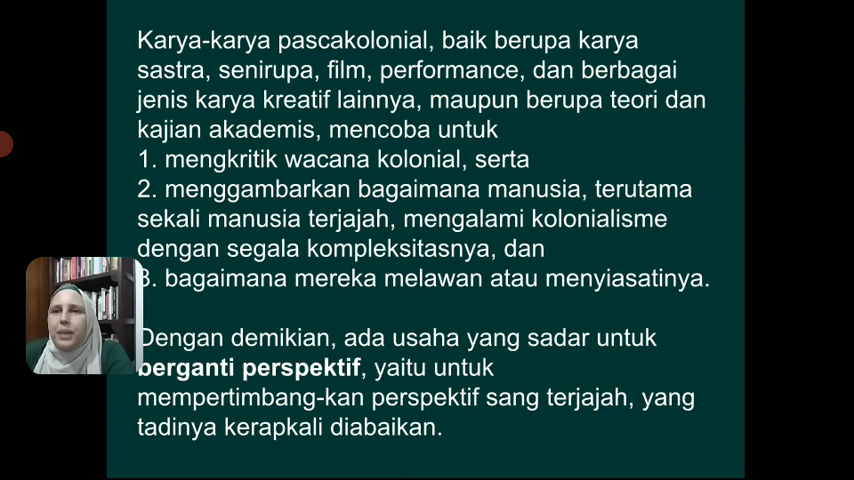 Karya-karya pascakolonial, baik berupa karya
sastra, senirupa, film, performance, dan berbagai
jenis karya kreatif lainnya, maupun berupa teori dan
kajian akademis, mencoba untuk
1. mengkritik wacana kolonial, serta
2. menggambarkan bagaimana manusia, terutama
sekali manusia terjajah, mengalami kolonialisme
dengan segala kompleksitasnya, dan
3. bagaimana mereka melawan atau menyiasatinya.
Dengan demikian, ada usaha yang sadar untuk
berganti perspektif, yaitu untuk
mempertimbang-kan perspektif sang terjajah, yang
tadinya kerapkali diabaikan.